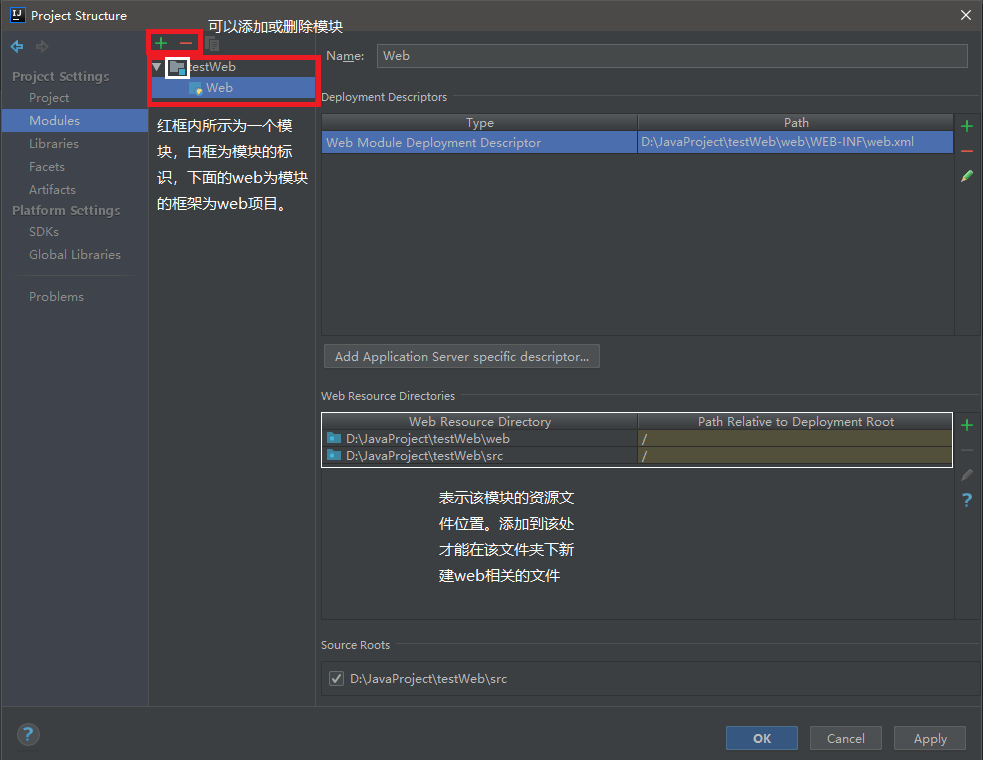 Project Structure
可以添加或删除模块
Project Settings
Project
Modules
Libraries
Facets
Artifacts
Platform Settings
SDKs
Global Libraries
Problems
testWeb
Web
红框内所示为一个模
块，白框为模块的标
识，下面的web为模块
的框架为web项目。
Name: Web
Deployment Descriptors
Type Path
Web Module Deployment Descriptor D:\JavaProject\testWeb\web\WEB-INF\web.xml
Add Application Server specific descriptor...
Web Resource Directories
Web Resource Directory Path Relative to Deployment Root
D:\JavaProject\testWeb\web /
D:\JavaProject\testWeb\src /
表示该模块的资源文
件位置。添加到该处
才能在该文件夹下新
建web相关的文件
Source Roots
D:\JavaProject\testWeb\src
OK Cancel Apply